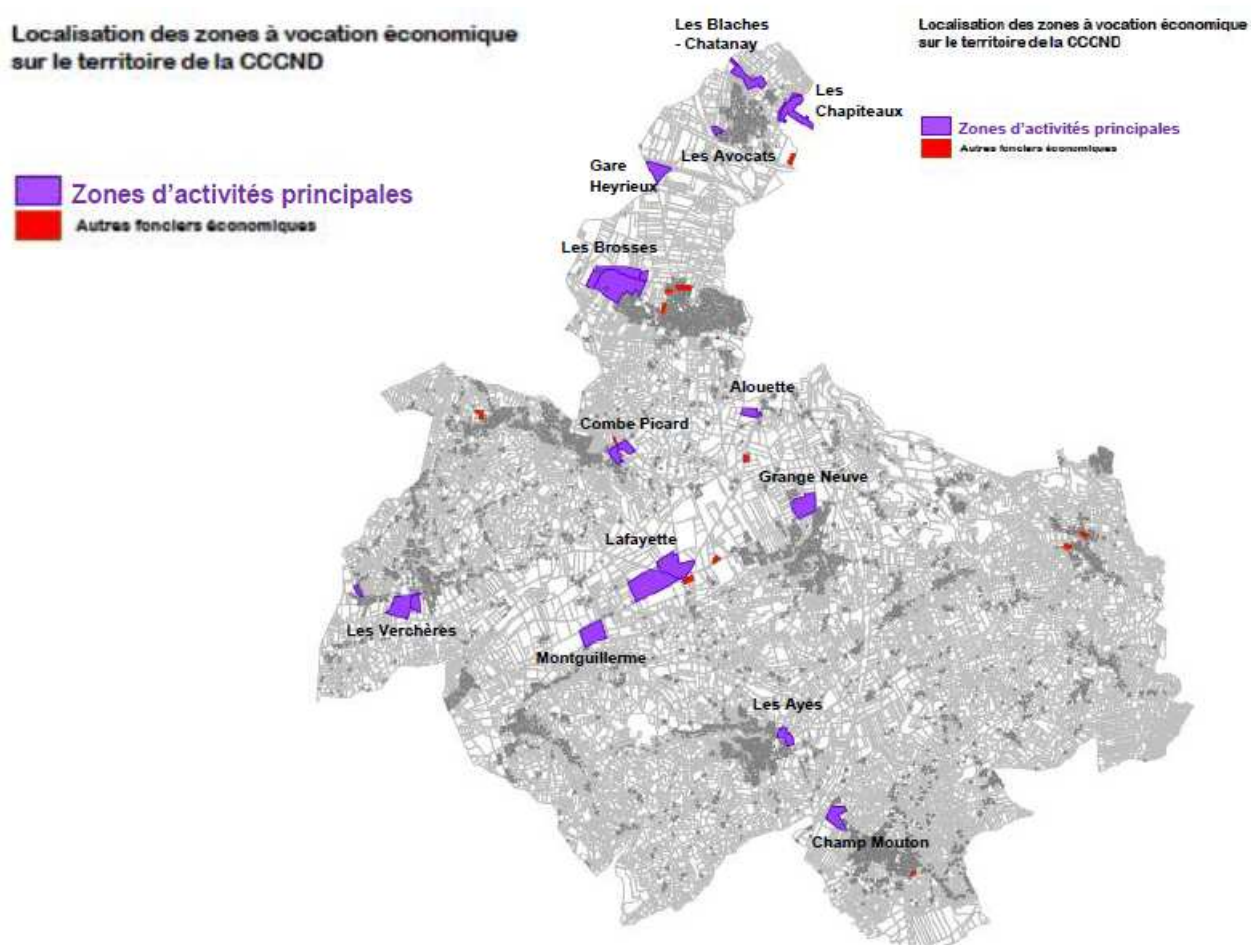 Localisation des zones à vocation économique
sur le territoire de la CCCND
Zones d'activités principales
Autres fonciers économiques
Les Blaches
- Chatanay
Localisation des zones à vocation économique
sur le territoire de la CCCND
Zones d'activités principales
Autres fonciers économiques
Les
Chapiteaux
Les Avocats
Gare
Heyrieux
Les Brosses
Alouette
Combe Picard
Grange Neuve
Lafayette
Les Verchères
Montguillerme
Les Ayes
Champ Mouton